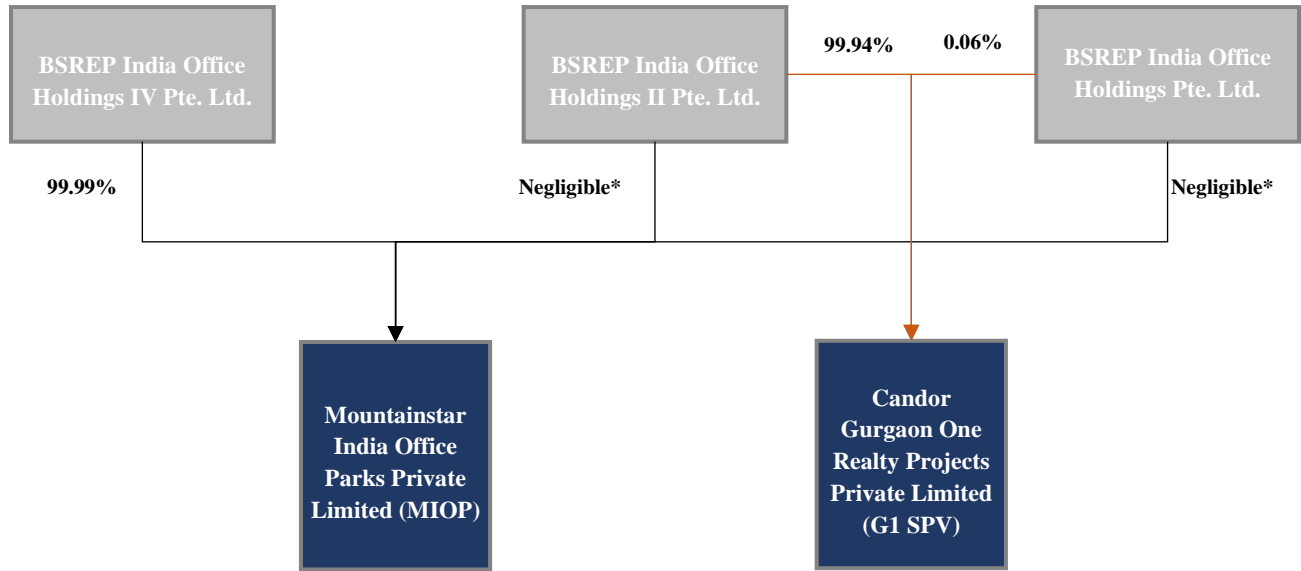 BSREP India Office
Holdings IV Pte. Ltd.
BSREP India Office
Holdings II Pte. Ltd.
99.94%
0.06%
BSREP India Office
Holdings Pte. Ltd.
99.99%
Negligible*
Negligible*
Mountainstar
India Office
Parks Private
Limited (MIOP)
Candor
Gurgaon One
Realty Projects
Private Limited
(G1 SPV)